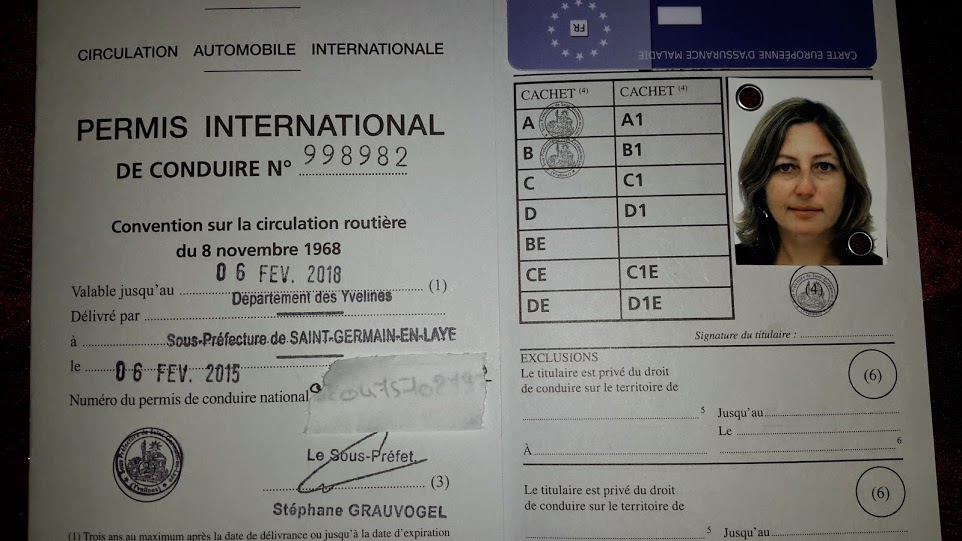 CIRCULATION AUTOMOBILE INTERNATIONALE
PERMIS INTERNATIONAL
DE CONDUIRE N° 998982
Convention sur la circulation routière
du 8 novembre 1968
Valable jusqu'au 06 FEV. 2018 (1)
Département des Yvelines
Délivré par
à Sous-Préfecture de SAINT-GERMAIN-EN-LAYE
le 06 FEV. 2015
Numéro du permis de conduire national
Le Sous-Préfet,
(3)
Stéphane GRAUVOGEL
(1) Trois ans au maximum après la date de délivrance ou jusqu'à la date d'expiration
FR
CARTE EUROPÉENNE D'ASSURANCE MALADIE
CACHET (4) CACHET (4)
A A1
B B1
C C1
D D1
BE
CE C1E
DE D1E
(4)
Signature du titulaire :
EXCLUSIONS
Le titulaire est privé du droit
de conduire sur le territoire de
(6)
5 Jusqu'au
Le
À 6
Le titulaire est privé du droit
de conduire sur le territoire de
(6)
5 Jusqu'au